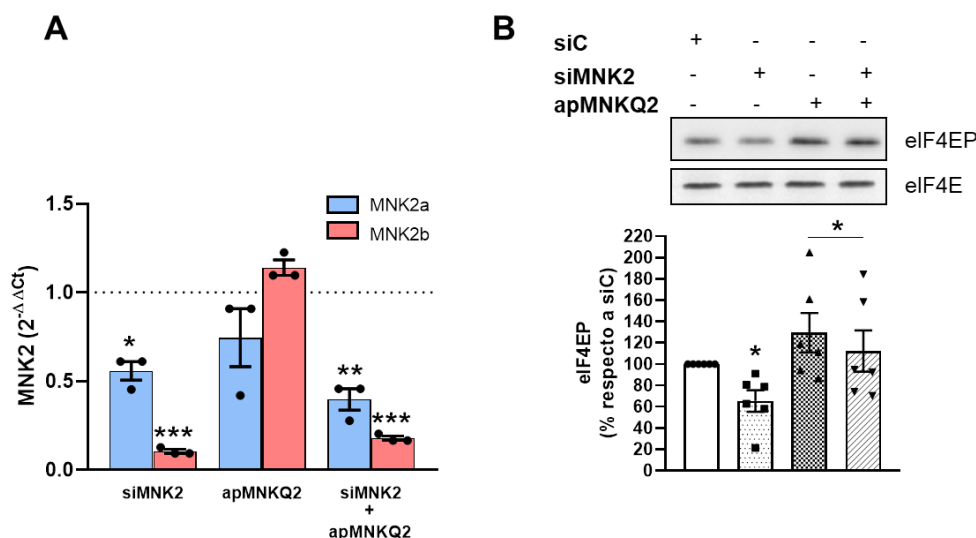 A
MNK2 (2-Δ ΔCt)
1.5
1.0
0.5
0.0
MNK2a
MNK2b
*
***
**
***
siMNK2
apMNKQ2
siMNK2
+
apMNKQ2
B
siC + - - -
siMNK2 - + - +
apMNKQ2 - - + +
eIF4EP
eIF4E
eIF4EP
(% respecto a siC)
220
200
180
160
140
120
100
80
60
40
20
0
*
*